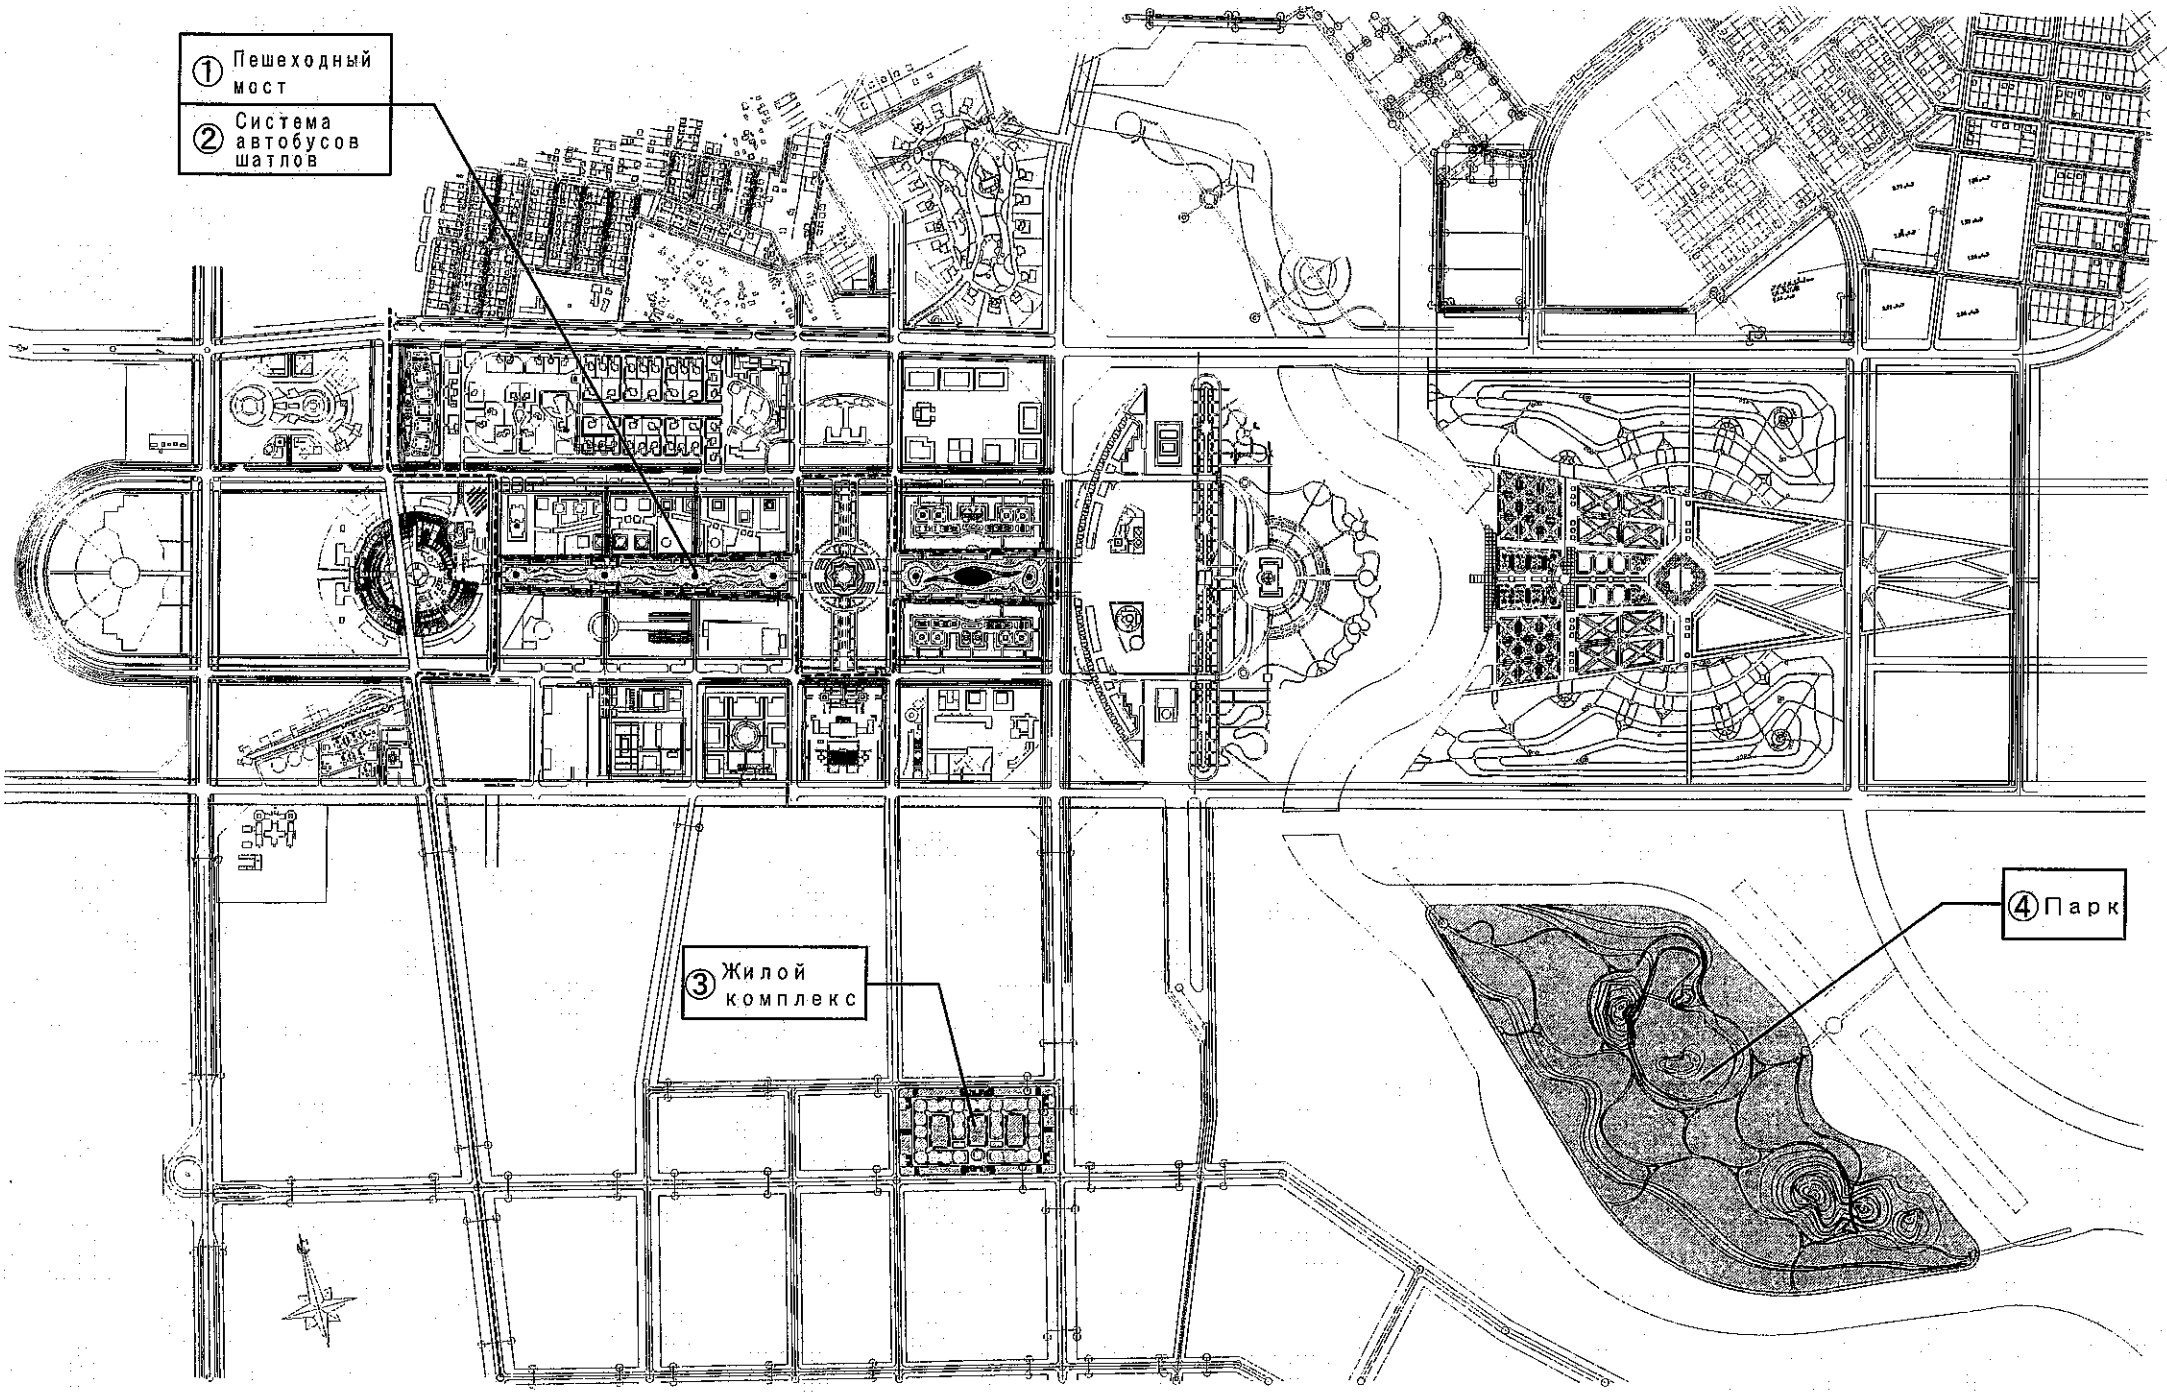 ① Пешеходный
мост
② Система
автобусов
шатлов
③ Жилой
комплекс
④ Парк